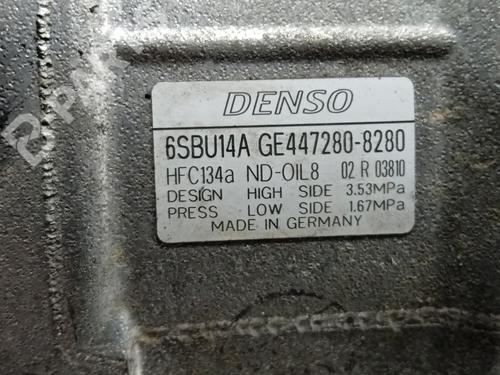 DENSO
6SBU14A GE447280-8280
HFC134a ND-OIL8 02 R 03810
DESIGN HIGH SIDE 3.53MPa
PRESS LOW SIDE 1.67MPa
MADE IN GERMANY